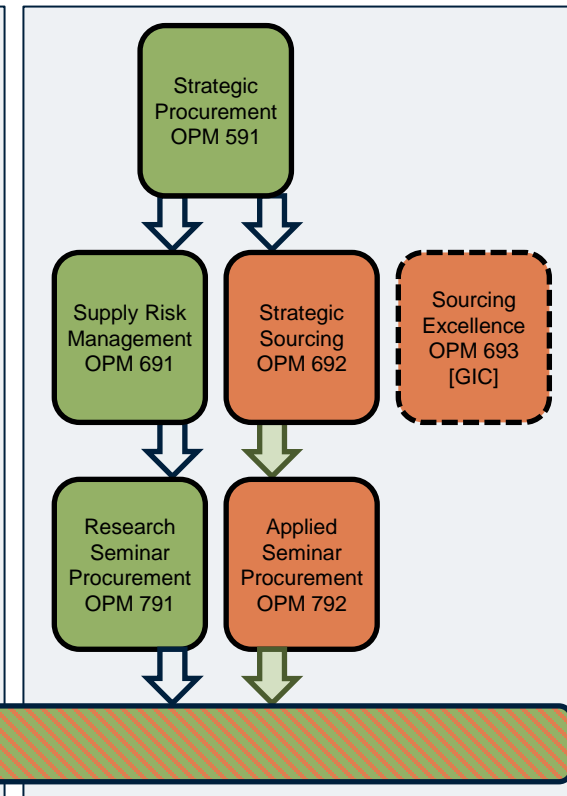 Strategic
Procurement
OPM 591
Supply Risk
Management
OPM 691
Strategic
Sourcing
OPM 692
Sourcing
Excellence
OPM 693
[GIC]
Research
Seminar
Procurement
OPM 791
Applied
Seminar
Procurement
OPM 792